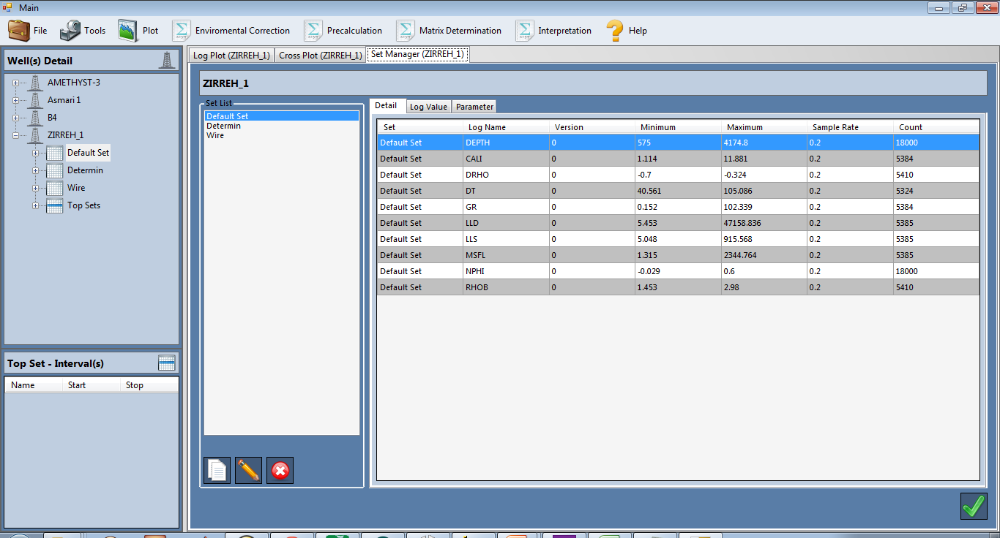 Main
File Tools Plot Enviromental Correction Precalculation Matrix Determination Interpretation Help
Well(s) Detail
AMETHYST-3
Asmari 1
B4
ZIRREH_1
Default Set
Determin
Wire
Top Sets
Top Set - Interval(s)
Name Start Stop
Log Plot (ZIRREH_1) Cross Plot (ZIRREH_1) Set Manager (ZIRREH_1)
ZIRREH_1
Set List
Default Set
Determin
Wire
Detail Log Value Parameter
Set Log Name Version Minimum Maximum Sample Rate Count
Default Set DEPTH 0 575 4174.8 0.2 18000
Default Set CALI 0 1.114 11.881 0.2 5384
Default Set DRHO 0 -0.7 -0.324 0.2 5410
Default Set DT 0 40.561 105.086 0.2 5324
Default Set GR 0 0.152 102.339 0.2 5384
Default Set LLD 0 5.453 47158.836 0.2 5385
Default Set LLS 0 5.048 915.568 0.2 5385
Default Set MSFL 0 1.315 2344.764 0.2 5385
Default Set NPHI 0 -0.029 0.6 0.2 18000
Default Set RHOB 0 1.453 2.98 0.2 5410